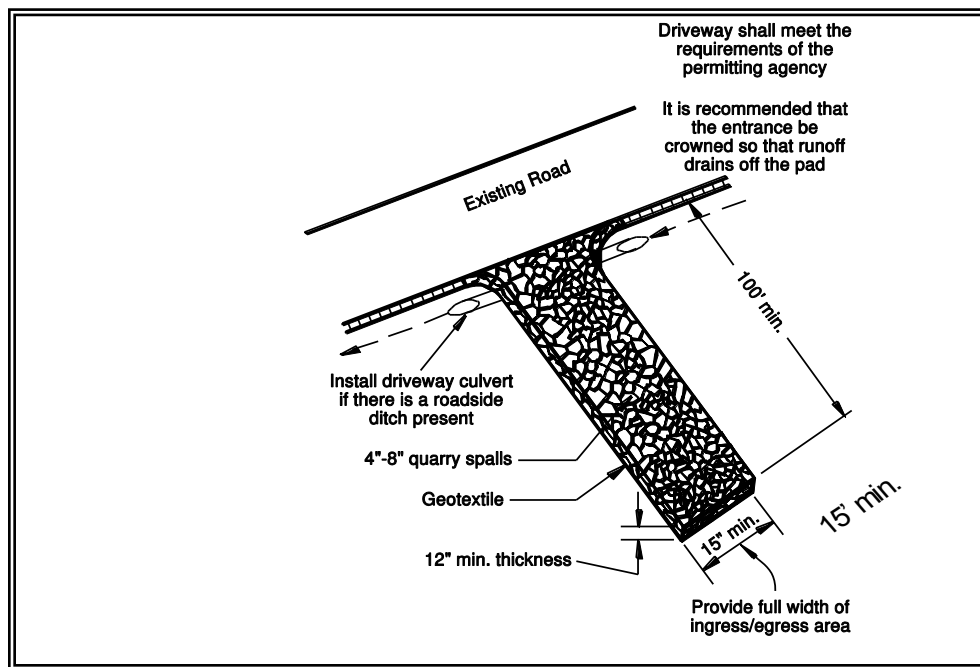 Driveway shall meet the
requirements of the
permitting agency
It is recommended that
the entrance be
crowned so that runoff
drains off the pad
Existing Road
100' min.
Install driveway culvert
if there is a roadside
ditch present
4"-8" quarry spalls
Geotextile
15' min.
15" min.
12" min. thickness
Provide full width of
ingress/egress area